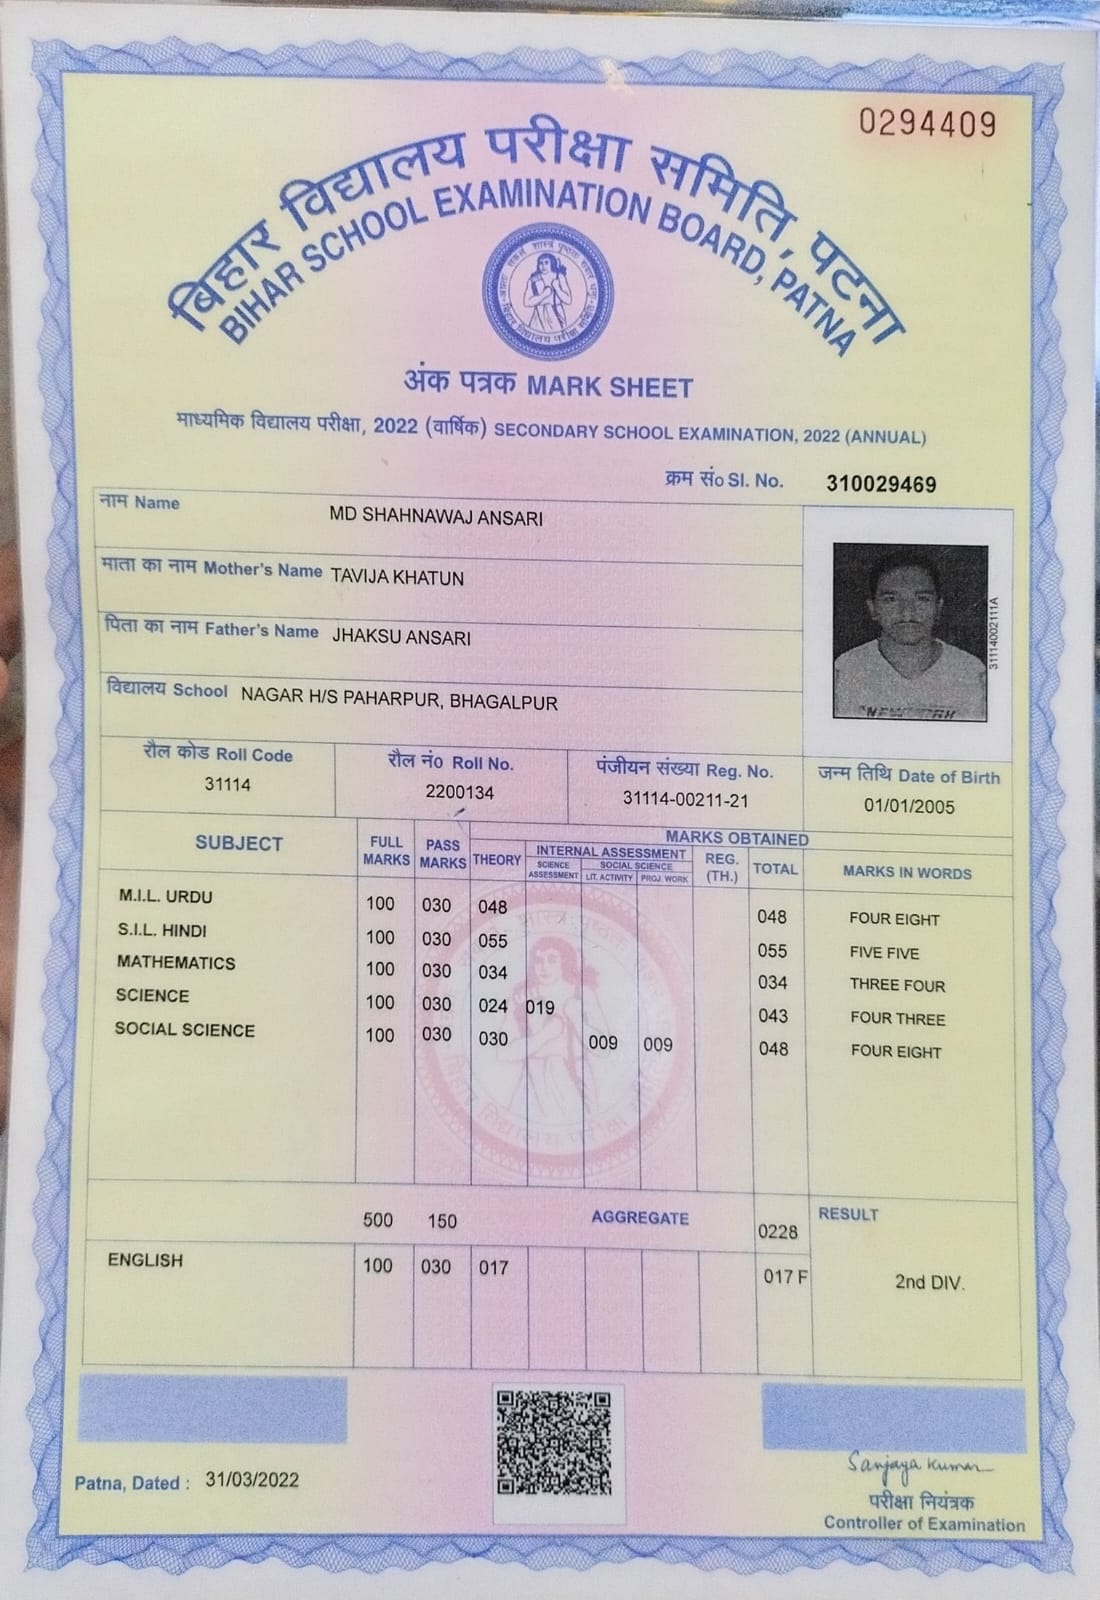 0294409
बिहार विद्यालय परीक्षा समिति, पटना
BIHAR SCHOOL EXAMINATION BOARD, PATNA
अंक पत्रक MARK SHEET
माध्यमिक विद्यालय परीक्षा, 2022 (वार्षिक) SECONDARY SCHOOL EXAMINATION, 2022 (ANNUAL)
क्रम सं० Sl. No. 310029469
नाम Name MD SHAHNAWAJ ANSARI
माता का नाम Mother's Name TAVIJA KHATUN
पिता का नाम Father's Name JHAKSU ANSARI
विद्यालय School NAGAR H/S PAHARPUR, BHAGALPUR
31114002111A
रौल कोड Roll Code रौल नं० Roll No. पंजीयन संख्या Reg. No. जन्म तिथि Date of Birth
31114 2200134 31114-00211-21 01/01/2005
SUBJECT FULL MARKS PASS MARKS MARKS OBTAINED
THEORY INTERNAL ASSESSMENT REG. (TH.) TOTAL MARKS IN WORDS
SCIENCE ASSESSMENT SOCIAL SCIENCE
LIT. ACTIVITY PROJ. WORK
M.I.L. URDU 100 030 048 048 FOUR EIGHT
S.I.L. HINDI 100 030 055 055 FIVE FIVE
MATHEMATICS 100 030 034 034 THREE FOUR
SCIENCE 100 030 024 019 043 FOUR THREE
SOCIAL SCIENCE 100 030 030 009 009 048 FOUR EIGHT
500 150 AGGREGATE 0228 RESULT
ENGLISH 100 030 017 017 F 2nd DIV.
Patna, Dated : 31/03/2022
Sanjaya Kumar
परीक्षा नियंत्रक
Controller of Examination